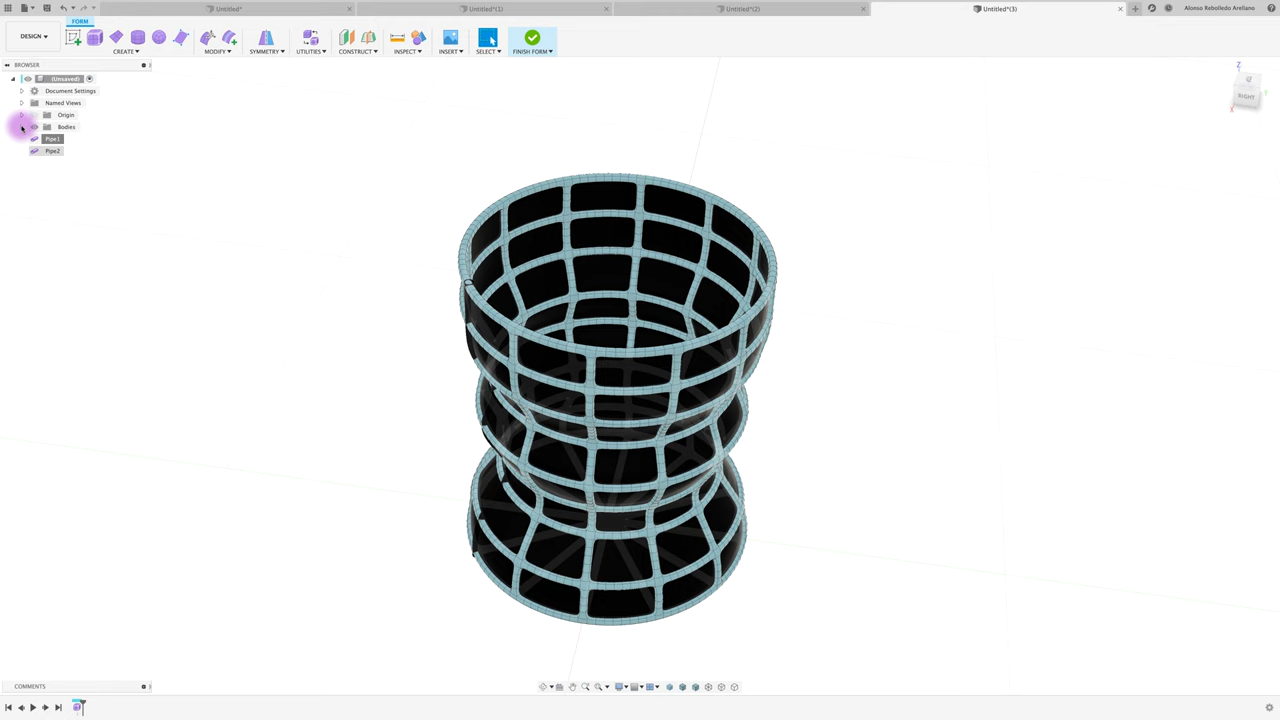 Untitled*
Untitled*(1)
Untitled*(2)
Untitled*(3)
Alonso Rebolledo Arellano
FORM
DESIGN
CREATE
MODIFY
SYMMETRY
UTILITIES
CONSTRUCT
INSPECT
INSERT
SELECT
FINISH FORM
BROWSER
(Unsaved)
Document Settings
Named Views
Origin
Bodies
Pipe1
Pipe2
Z
RIGHT
X
Y
COMMENTS